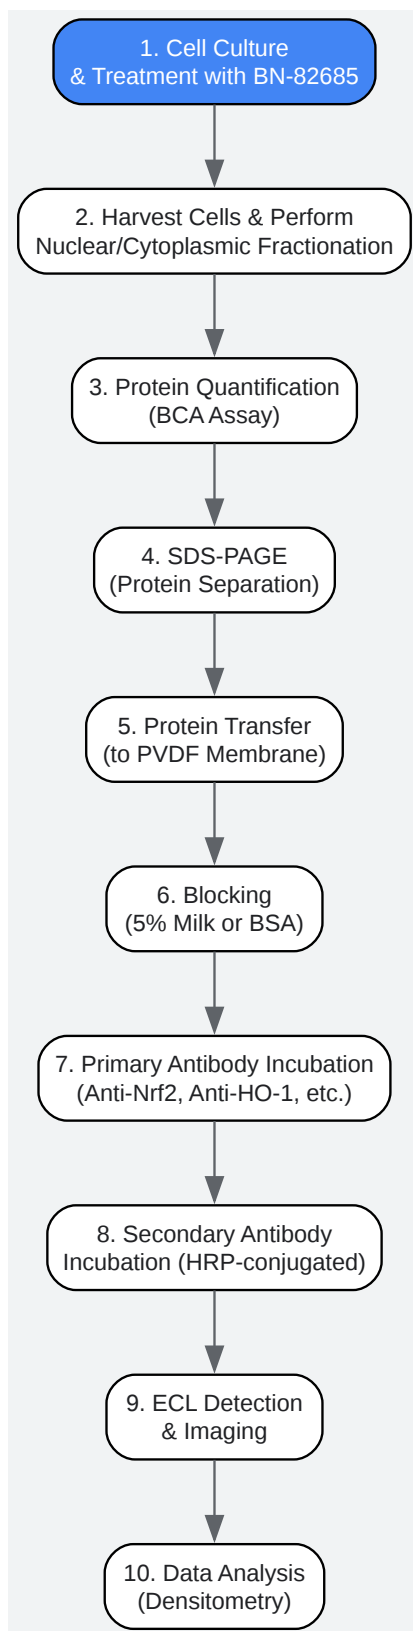 1. Cell Culture
& Treatment with BN-82685
2. Harvest Cells & Perform
Nuclear/Cytoplasmic Fractionation
3. Protein Quantification
(BCA Assay)
4. SDS-PAGE
(Protein Separation)
5. Protein Transfer
(to PVDF Membrane)
6. Blocking
(5% Milk or BSA)
7. Primary Antibody Incubation
(Anti-Nrf2, Anti-HO-1, etc.)
8. Secondary Antibody
Incubation (HRP-conjugated)
9. ECL Detection
& Imaging
10. Data Analysis
(Densitometry)